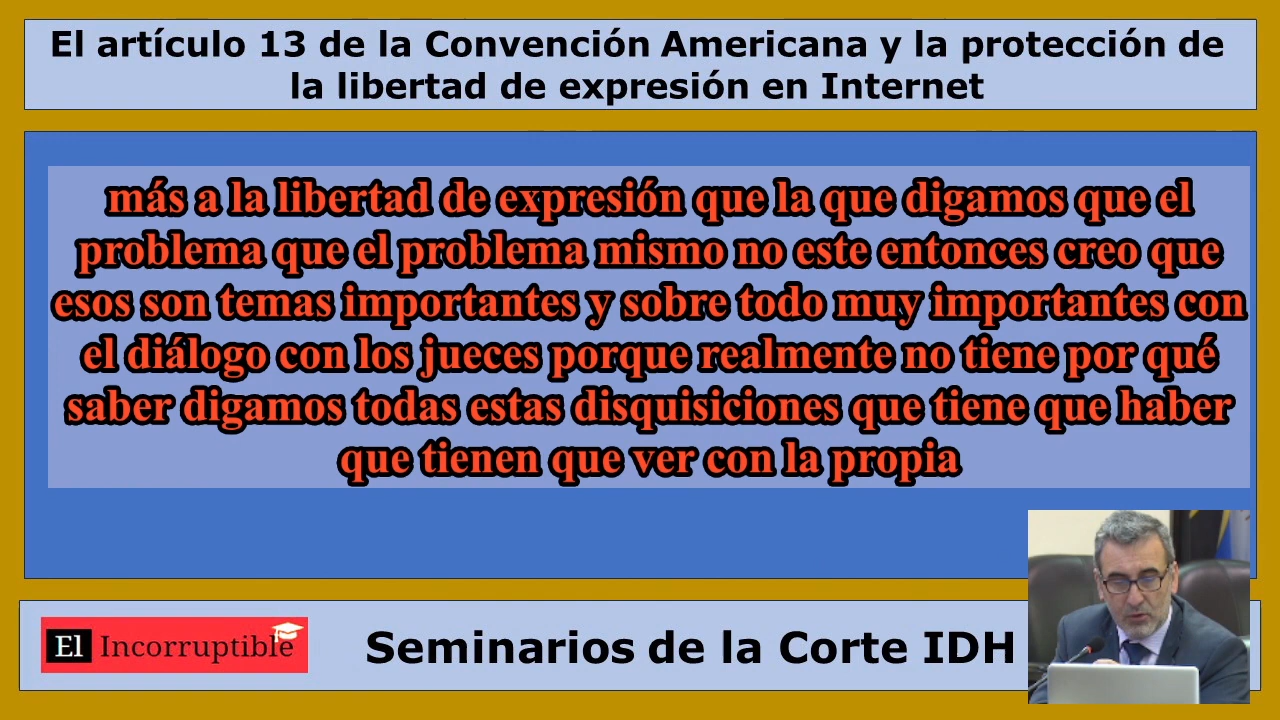 El artículo 13 de la Convención Americana y la protección de
la libertad de expresión en Internet
más a la libertad de expresión que la que digamos que el
problema que el problema mismo no este entonces creo que
esos son temas importantes y sobre todo muy importantes con
el diálogo con los jueces porque realmente no tiene por qué
saber digamos todas estas disquisiciones que tiene que haber
que tienen que ver con la propia
El Incorruptible
Seminarios de la Corte IDH